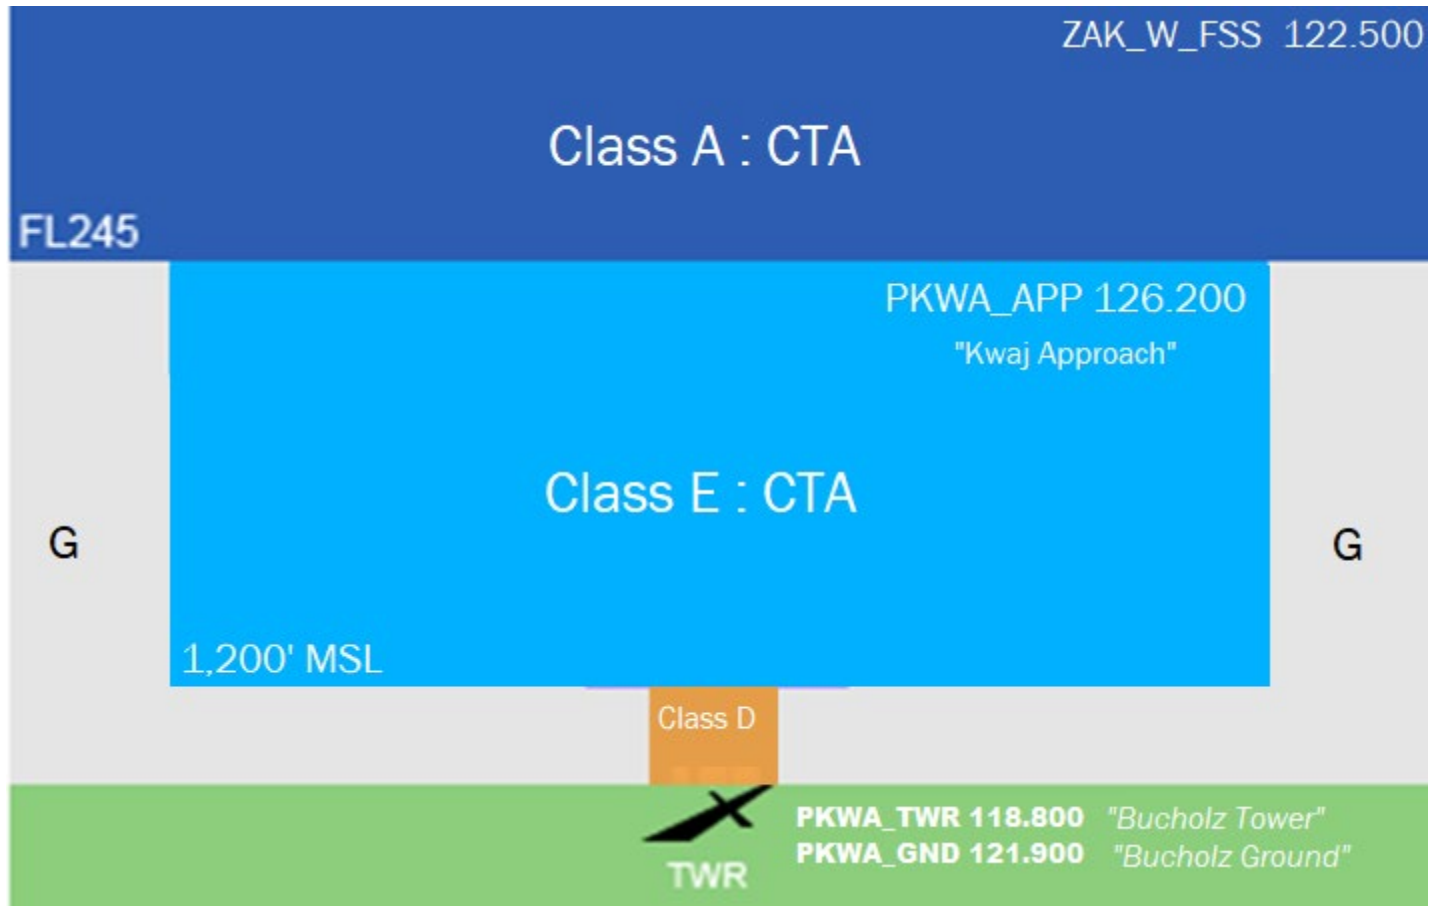 ZAK_W_FSS 122.500
Class A : CTA
FL245
PKWA_APP 126.200
"Kwaj Approach"
Class E : CTA
G
G
1,200' MSL
Class D
PKWA_TWR 118.800 "Bucholz Tower"
PKWA_GND 121.900 "Bucholz Ground"
TWR